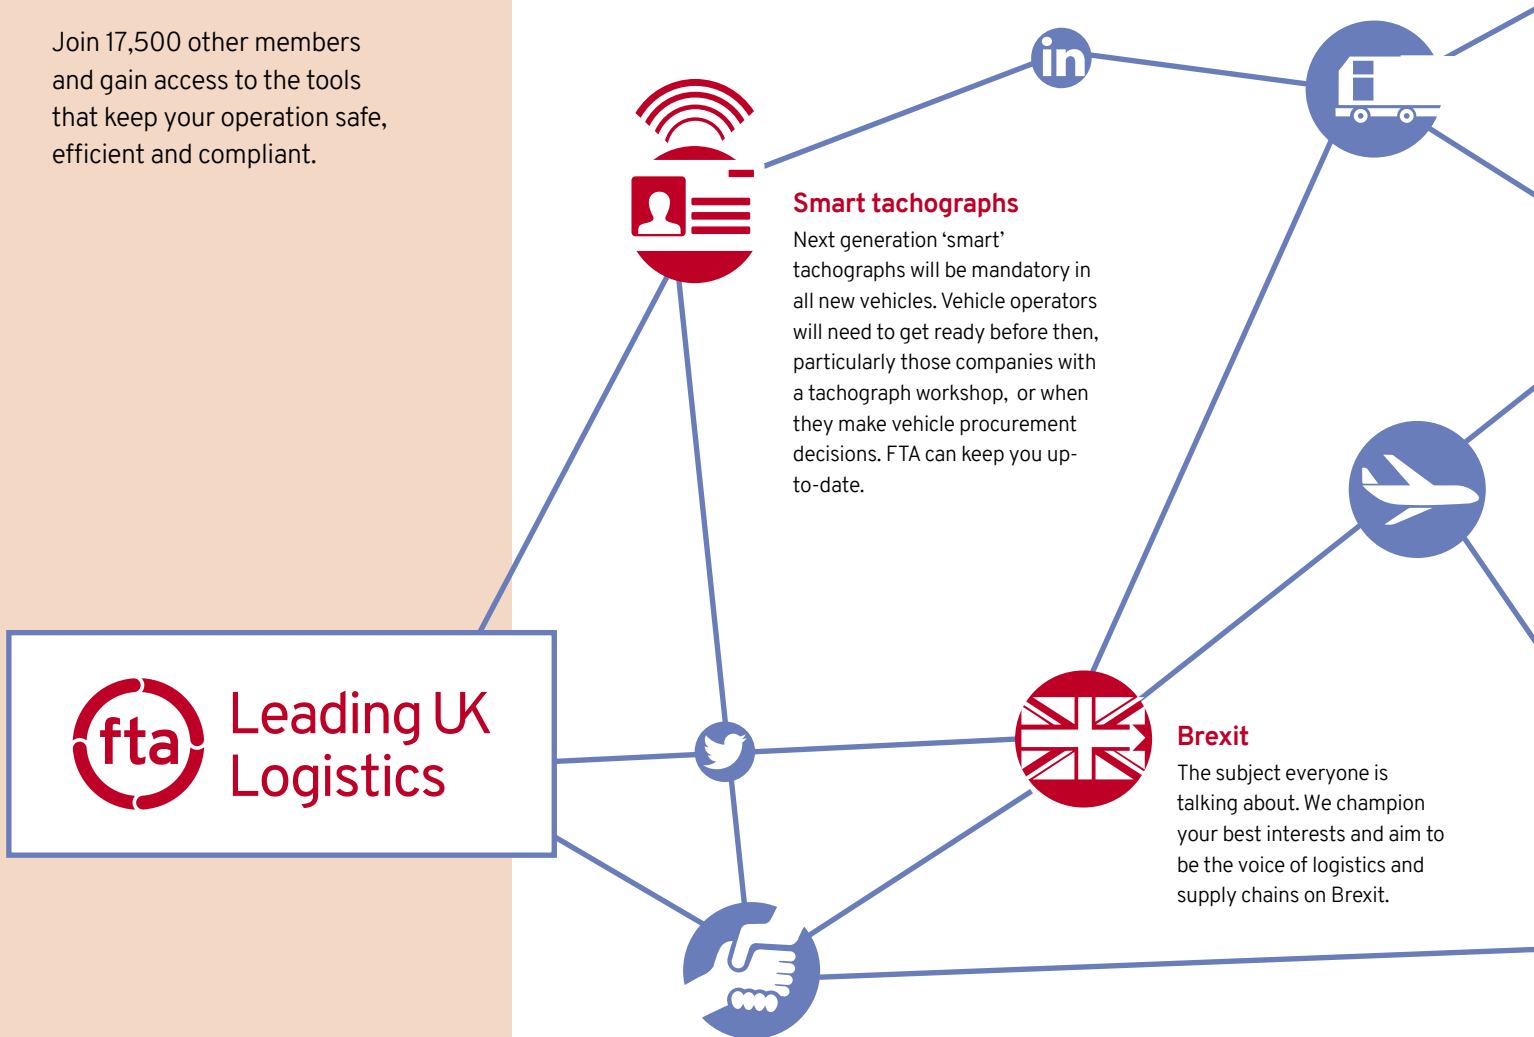 Join 17,500 other members
and gain access to the tools
that keep your operation safe,
efficient and compliant.
in
Smart tachographs
Next generation ‘smart’
tachographs will be mandatory in
all new vehicles. Vehicle operators
will need to get ready before then,
particularly those companies with
a tachograph workshop, or when
they make vehicle procurement
decisions. FTA can keep you up-
to-date.
fta
Leading UK
Logistics
Brexit
The subject everyone is
talking about. We champion
your best interests and aim to
be the voice of logistics and
supply chains on Brexit.